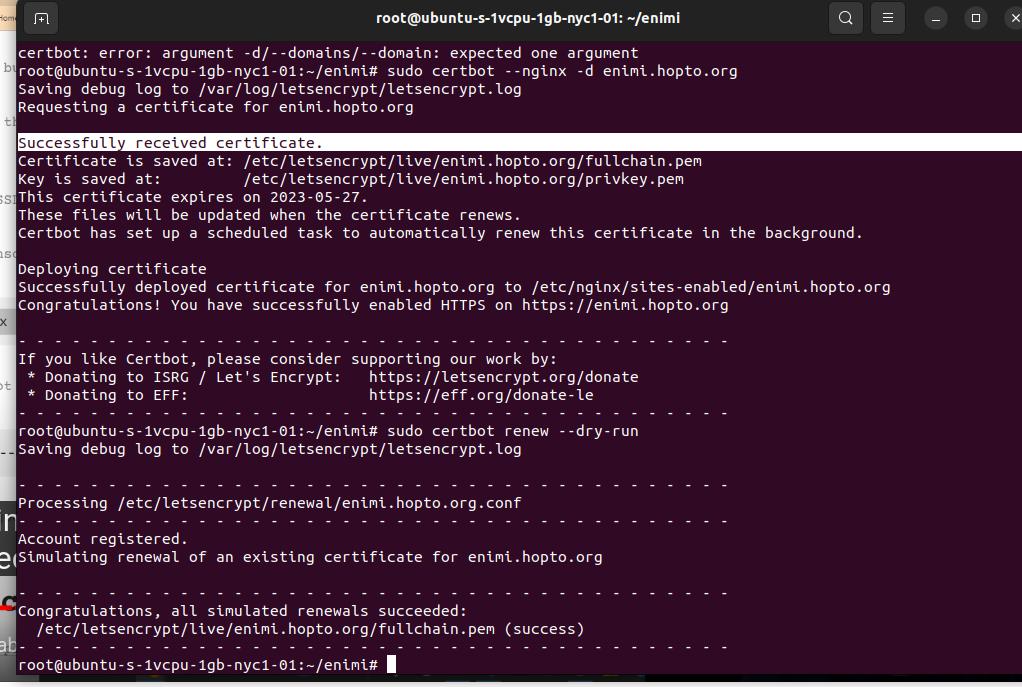 root@ubuntu-s-1vcpu-1gb-nyc1-01: ~/enimi
certbot: error: argument -d/--domains/--domain: expected one argument
root@ubuntu-s-1vcpu-1gb-nyc1-01:~/enimi# sudo certbot --nginx -d enimi.hopto.org
Saving debug log to /var/log/letsencrypt/letsencrypt.log
Requesting a certificate for enimi.hopto.org
Successfully received certificate.
Certificate is saved at: /etc/letsencrypt/live/enimi.hopto.org/fullchain.pem
Key is saved at:         /etc/letsencrypt/live/enimi.hopto.org/privkey.pem
This certificate expires on 2023-05-27.
These files will be updated when the certificate renews.
Certbot has set up a scheduled task to automatically renew this certificate in the background.
Deploying certificate
Successfully deployed certificate for enimi.hopto.org to /etc/nginx/sites-enabled/enimi.hopto.org
Congratulations! You have successfully enabled HTTPS on https://enimi.hopto.org
- - - - - - - - - - - - - - - - - - - - - - - - - - - - - - - - - - - - - - - -
If you like Certbot, please consider supporting our work by:
 * Donating to ISRG / Let's Encrypt:   https://letsencrypt.org/donate
 * Donating to EFF:                    https://eff.org/donate-le
- - - - - - - - - - - - - - - - - - - - - - - - - - - - - - - - - - - - - - - -
root@ubuntu-s-1vcpu-1gb-nyc1-01:~/enimi# sudo certbot renew --dry-run
Saving debug log to /var/log/letsencrypt/letsencrypt.log
- - - - - - - - - - - - - - - - - - - - - - - - - - - - - - - - - - - - - - - -
Processing /etc/letsencrypt/renewal/enimi.hopto.org.conf
- - - - - - - - - - - - - - - - - - - - - - - - - - - - - - - - - - - - - - - -
Account registered.
Simulating renewal of an existing certificate for enimi.hopto.org
- - - - - - - - - - - - - - - - - - - - - - - - - - - - - - - - - - - - - - - -
Congratulations, all simulated renewals succeeded:
  /etc/letsencrypt/live/enimi.hopto.org/fullchain.pem (success)
- - - - - - - - - - - - - - - - - - - - - - - - - - - - - - - - - - - - - - - -
root@ubuntu-s-1vcpu-1gb-nyc1-01:~/enimi#